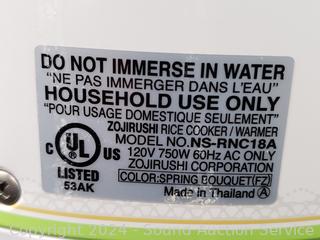 DO NOT IMMERSE IN WATER
"NE PAS IMMERGER DANS L'EAU"
HOUSEHOLD USE ONLY
"POUR USAGE DOMESTIQUE SEULEMENT"
ZOJIRUSHI RICE COOKER / WARMER
MODEL NO. NS-RNC18A
120V 750W 60Hz AC ONLY
ZOJIRUSHI CORPORATION
COLOR:SPRING BOUQUET(FZ)
Made in Thailand Ⓐ
C UL US
LISTED
53AK
Copyright 2024 - Sound Auction Service